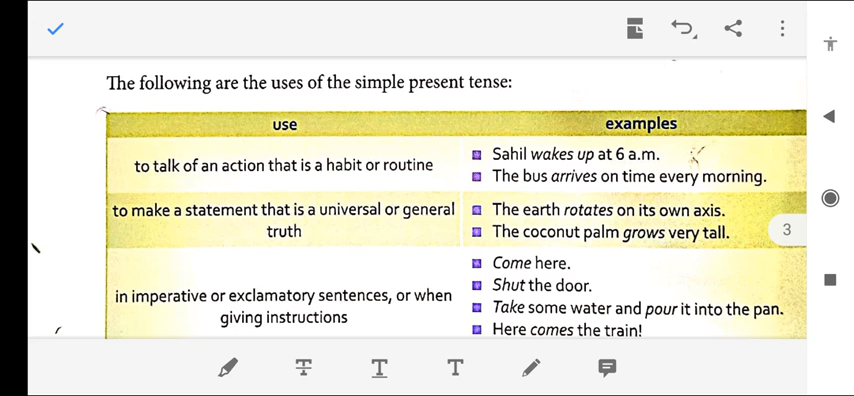 The following are the uses of the simple present tense:
use
examples
to talk of an action that is a habit or routine
Sahil wakes up at 6 a.m.
The bus arrives on time every morning.
to make a statement that is a universal or general
truth
The earth rotates on its own axis.
The coconut palm grows very tall.
3
in imperative or exclamatory sentences, or when
giving instructions
Come here.
Shut the door.
Take some water and pour it into the pan.
Here comes the train!
T
T
T